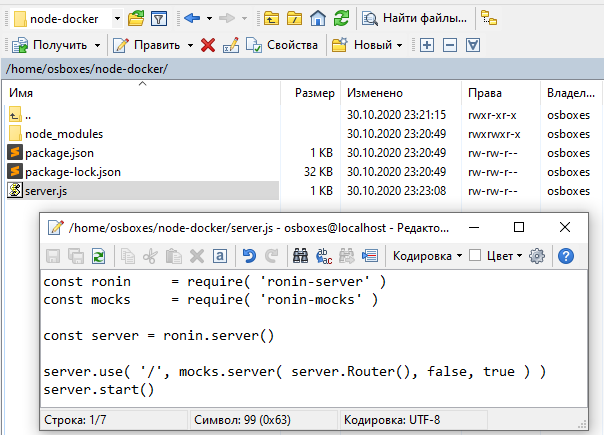 node-docker Найти файлы...
Получить Править Свойства Новый
/home/osboxes/node-docker/
Имя Размер Изменено Права Владел...
.. 30.10.2020 23:21:15 rwxr-xr-x osboxes
node_modules 30.10.2020 23:20:49 rwxrwxr-x osboxes
package.json 1 KB 30.10.2020 23:20:49 rw-rw-r-- osboxes
package-lock.json 32 KB 30.10.2020 23:20:49 rw-rw-r-- osboxes
server.js 1 KB 30.10.2020 23:23:08 rw-rw-r-- osboxes
/home/osboxes/node-docker/server.js - osboxes@localhost - Редакто...
Кодировка Цвет
const ronin     = require( 'ronin-server' )
const mocks     = require( 'ronin-mocks' )
const server = ronin.server()
server.use( '/', mocks.server( server.Router(), false, true ) )
server.start()
Строка: 1/7 Символ: 99 (0x63) Кодировка: UTF-8